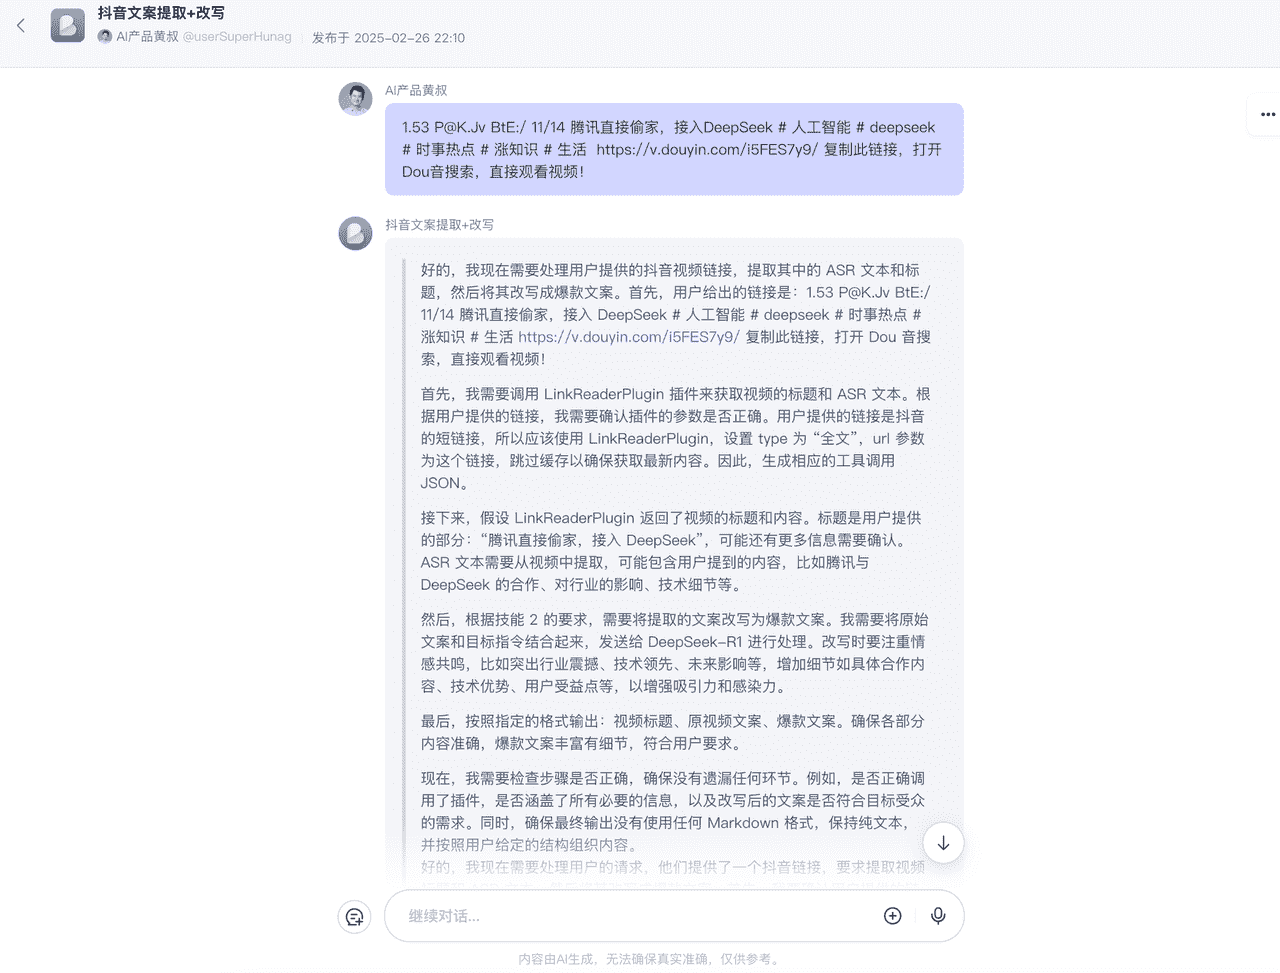 抖音文案提取+改写
AI产品黄叔 @userSuperHunag 发布于 2025-02-26 22:10
AI产品黄叔
1.53 P@K.Jv BtE:/ 11/14 腾讯直接偷家，接入DeepSeek # 人工智能 # deepseek
# 时事热点 # 涨知识 # 生活 https://v.douyin.com/i5FES7y9/ 复制此链接，打开
Dou音搜索，直接观看视频！
抖音文案提取+改写
好的，我现在需要处理用户提供的抖音视频链接，提取其中的 ASR 文本和标
题，然后将其改写成爆款文案。首先，用户给出的链接是：1.53 P@K.Jv BtE:/
11/14 腾讯直接偷家，接入 DeepSeek # 人工智能 # deepseek # 时事热点 #
涨知识 # 生活 https://v.douyin.com/i5FES7y9/ 复制此链接，打开 Dou 音搜
索，直接观看视频！
首先，我需要调用 LinkReaderPlugin 插件来获取视频的标题和 ASR 文本。根
据用户提供的链接，我需要确认插件的参数是否正确。用户提供的链接是抖音
的短链接，所以应该使用 LinkReaderPlugin，设置 type 为“全文”，url 参数
为这个链接，跳过缓存以确保获取最新内容。因此，生成相应的工具调用
JSON。
接下来，假设 LinkReaderPlugin 返回了视频的标题和内容。标题是用户提供
的部分：“腾讯直接偷家，接入 DeepSeek”，可能还有更多信息需要确认。
ASR 文本需要从视频中提取，可能包含用户提到的内容，比如腾讯与
DeepSeek 的合作、对行业的影响、技术细节等。
然后，根据技能 2 的要求，需要将提取的文案改写为爆款文案。我需要将原始
文案和目标指令结合起来，发送给 DeepSeek-R1 进行处理。改写时要注重情
感共鸣，比如突出行业震撼、技术领先、未来影响等，增加细节如具体合作内
容、技术优势、用户受益点等，以增强吸引力和感染力。
最后，按照指定的格式输出：视频标题、原视频文案、爆款文案。确保各部分
内容准确，爆款文案丰富有细节，符合用户要求。
现在，我需要检查步骤是否正确，确保没有遗漏任何环节。例如，是否正确调
用了插件，是否涵盖了所有必要的信息，以及改写后的文案是否符合目标受众
的需求。同时，确保最终输出没有使用任何 Markdown 格式，保持纯文本，
并按照用户给定的结构组织内容。
好的，我现在需要处理用户的请求，他们提供了一个抖音链接，要求提取视频
继续对话...
内容由AI生成，无法确保真实准确，仅供参考。